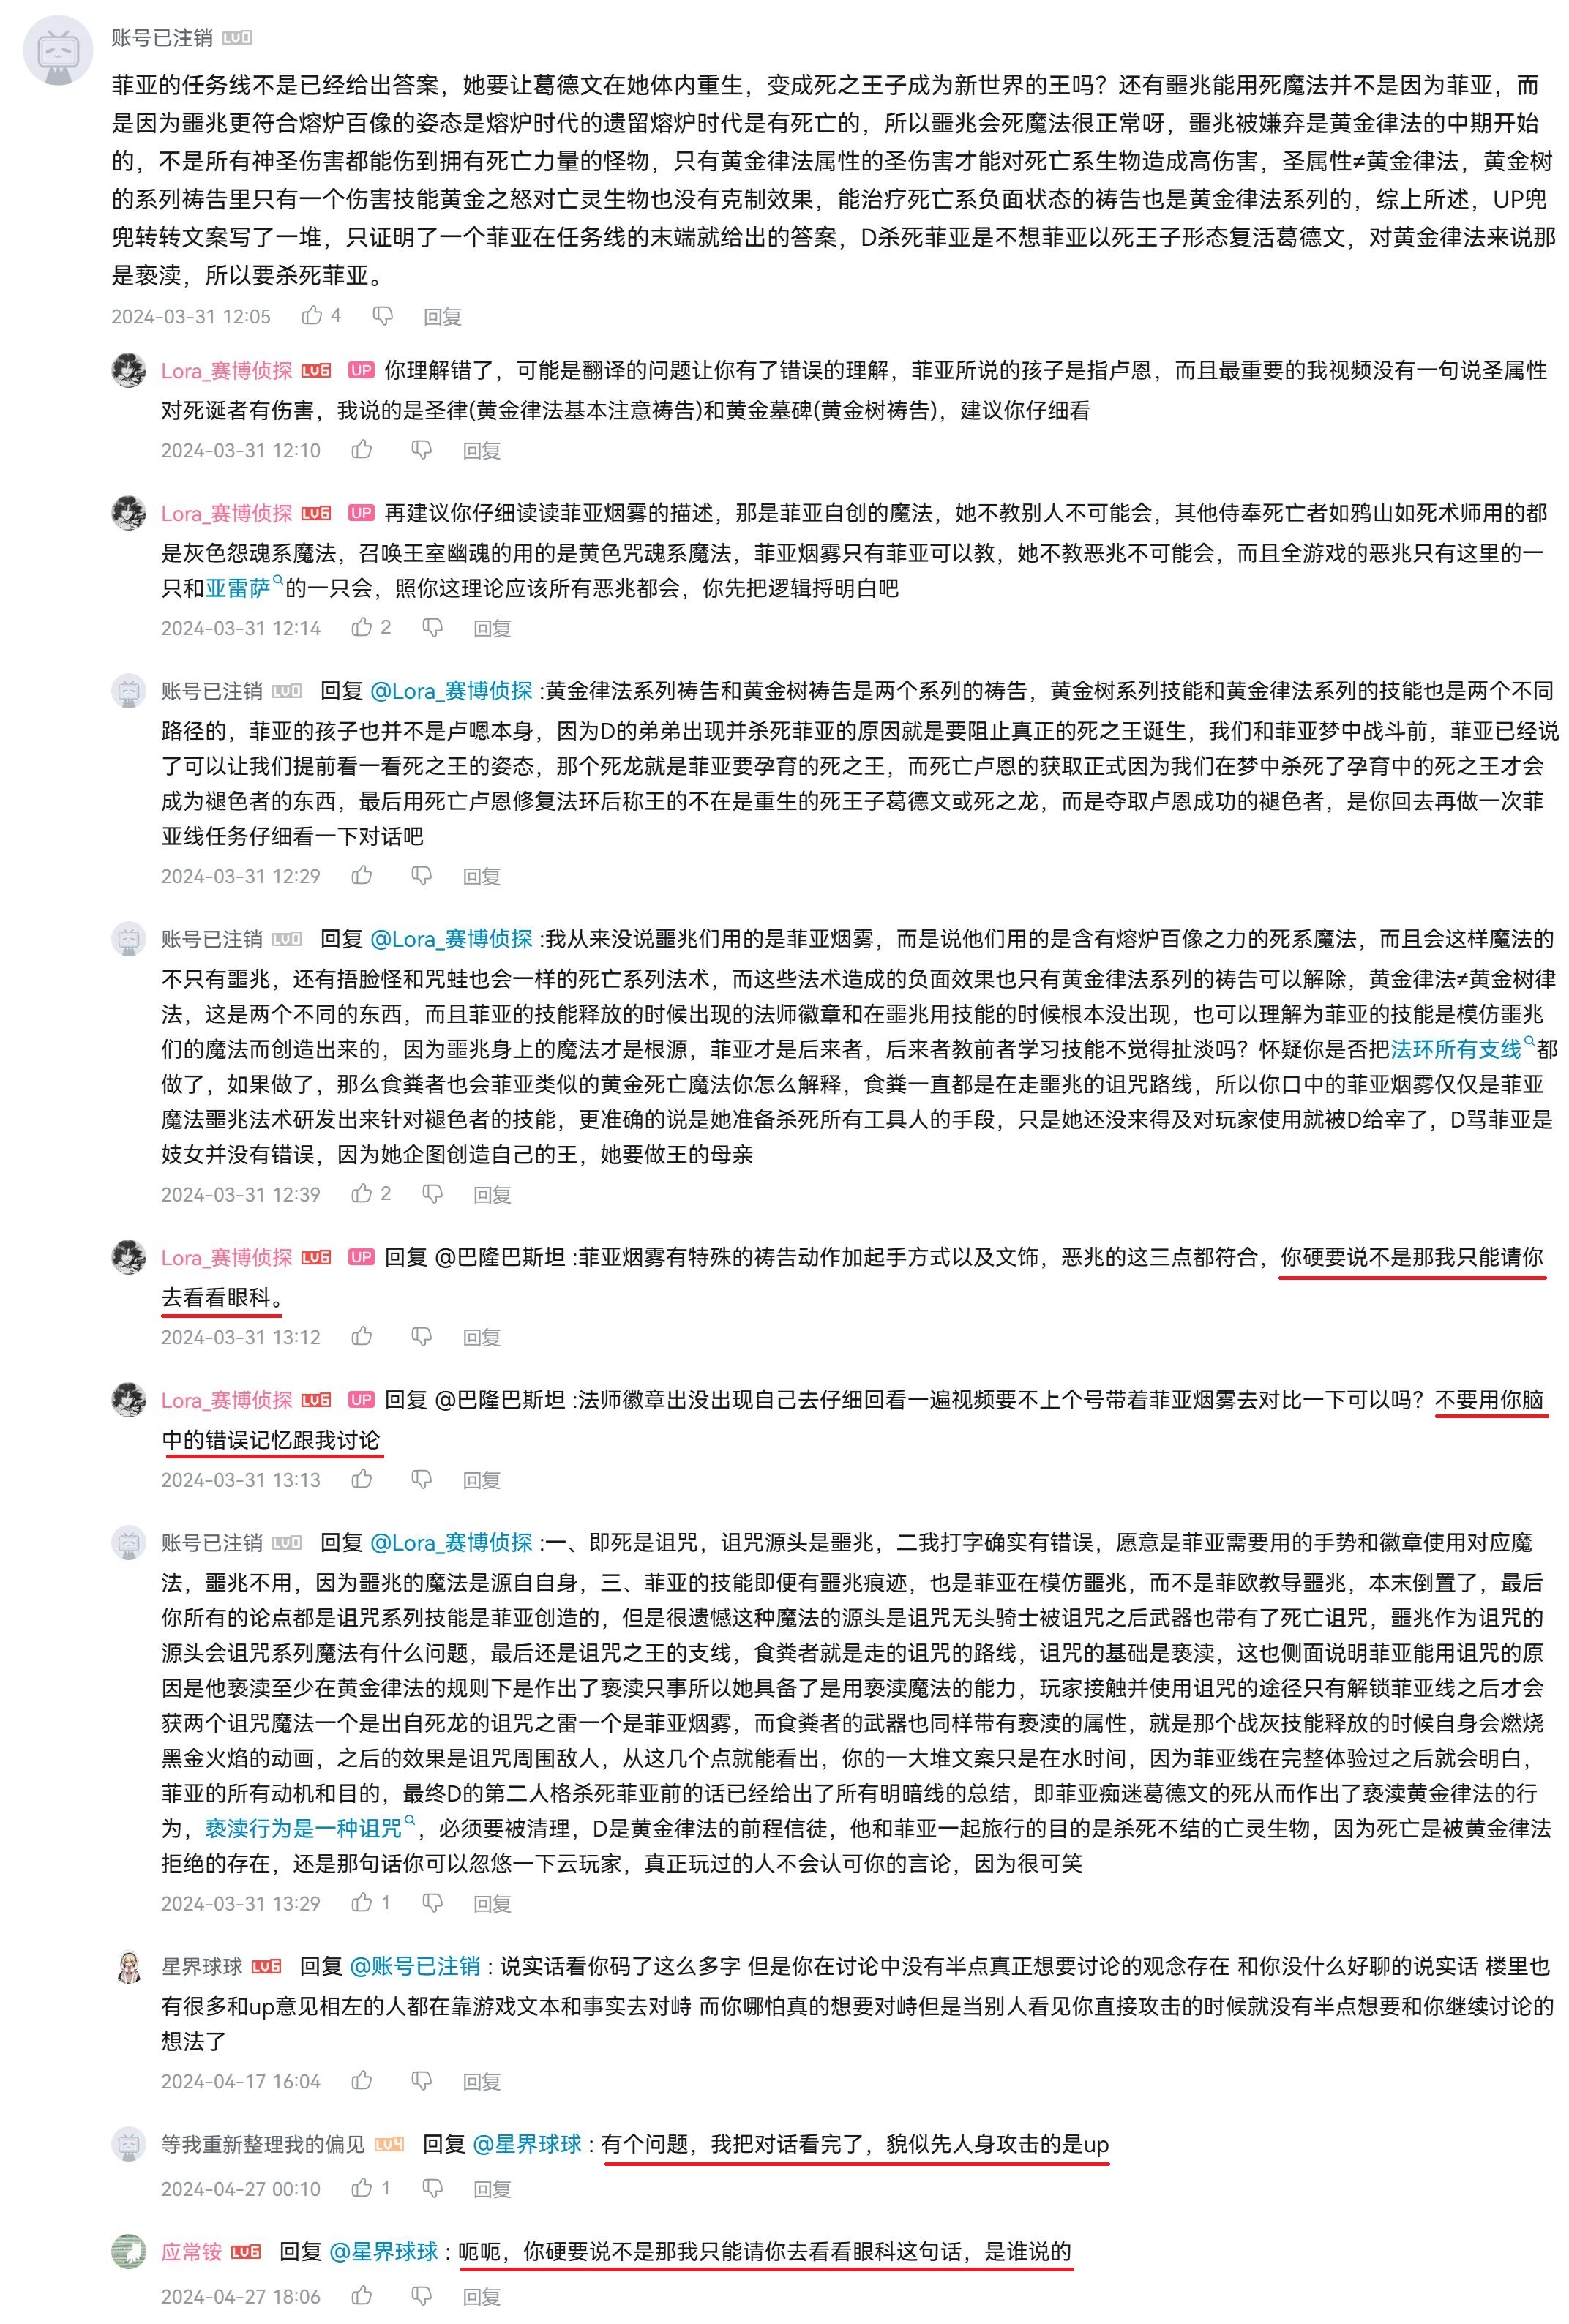 账号已注销 LV0
菲亚的任务线不是已经给出答案，她要让葛德文在她体内重生，变成死之王子成为新世界的王吗？还有噩兆能用死魔法并不是因为菲亚，而
是因为噩兆更符合熔炉百像的姿态是熔炉时代的遗留熔炉时代是有死亡的，所以噩兆会死魔法很正常呀，噩兆被嫌弃是黄金律法的中期开始
的，不是所有神圣伤害都能伤到拥有死亡力量的怪物，只有黄金律法属性的圣伤害才能对死亡系生物造成高伤害，圣属性≠黄金律法，黄金树
的系列祷告里只有一个伤害技能黄金之怒对亡灵生物也没有克制效果，能治疗死亡系负面状态的祷告也是黄金律法系列的，综上所述，UP兜
兜转转文案写了一堆，只证明了一个菲亚在任务线的末端就给出的答案，D杀死菲亚是不想菲亚以死王子形态复活葛德文，对黄金律法来说那
是亵渎，所以要杀死菲亚。
2024-03-31 12:05 4 回复
Lora_赛博侦探 LV6 UP 你理解错了，可能是翻译的问题让你有了错误的理解，菲亚所说的孩子是指卢恩，而且最重要的我视频没有一句说圣属性
对死诞者有伤害，我说的是圣律(黄金律法基本注意祷告)和黄金墓碑(黄金树祷告)，建议你仔细看
2024-03-31 12:10 回复
Lora_赛博侦探 LV6 UP 再建议你仔细读读菲亚烟雾的描述，那是菲亚自创的魔法，她不教别人不可能会，其他侍奉死亡者如鸦山如死术师用的都
是灰色怨魂系魔法，召唤王室幽魂的用的是黄色咒魂系魔法，菲亚烟雾只有菲亚可以教，她不教恶兆不可能会，而且全游戏的恶兆只有这里的一
只和亚雷萨的一只会，照你这理论应该所有恶兆都会，你先把逻辑捋明白吧
2024-03-31 12:14 2 回复
账号已注销 LV0 回复 @Lora_赛博侦探 :黄金律法系列祷告和黄金树祷告是两个系列的祷告，黄金树系列技能和黄金律法系列的技能也是两个不同
路径的，菲亚的孩子也并不是卢嗯本身，因为D的弟弟出现并杀死菲亚的原因就是要阻止真正的死之王诞生，我们和菲亚梦中战斗前，菲亚已经说
了可以让我们提前看一看死之王的姿态，那个死龙就是菲亚要孕育的死之王，而死亡卢恩的获取正式因为我们在梦中杀死了孕育中的死之王才会
成为褪色者的东西，最后用死亡卢恩修复法环后称王的不在是重生的死王子葛德文或死之龙，而是夺取卢恩成功的褪色者，是你回去再做一次菲
亚线任务仔细看一下对话吧
2024-03-31 12:29 回复
账号已注销 LV0 回复 @Lora_赛博侦探 :我从来没说噩兆们用的是菲亚烟雾，而是说他们用的是含有熔炉百像之力的死系魔法，而且会这样魔法的
不只有噩兆，还有捂脸怪和咒蛙也会一样的死亡系列法术，而这些法术造成的负面效果也只有黄金律法系列的祷告可以解除，黄金律法≠黄金树律
法，这是两个不同的东西，而且菲亚的技能释放的时候出现的法师徽章和在噩兆用技能的时候根本没出现，也可以理解为菲亚的技能是模仿噩兆
们的魔法而创造出来的，因为噩兆身上的魔法才是根源，菲亚才是后来者，后来者教前者学习技能不觉得扯淡吗？怀疑你是否把法环所有支线都
做了，如果做了，那么食粪者也会菲亚类似的黄金死亡魔法你怎么解释，食粪一直都是在走噩兆的诅咒路线，所以你口中的菲亚烟雾仅仅是菲亚
魔法噩兆法术研发出来针对褪色者的技能，更准确的说是她准备杀死所有工具人的手段，只是她还没来得及对玩家使用就被D给宰了，D骂菲亚是
妓女并没有错误，因为她企图创造自己的王，她要做王的母亲
2024-03-31 12:39 2 回复
Lora_赛博侦探 LV6 UP 回复 @巴隆巴斯坦 :菲亚烟雾有特殊的祷告动作加起手方式以及文饰，恶兆的这三点都符合，你硬要说不是那我只能请你
去看看眼科。
2024-03-31 13:12 回复
Lora_赛博侦探 LV6 UP 回复 @巴隆巴斯坦 :法师徽章出没出现自己去仔细回看一遍视频要不上个号带着菲亚烟雾去对比一下可以吗？不要用你脑
中的错误记忆跟我讨论
2024-03-31 13:13 回复
账号已注销 LV0 回复 @Lora_赛博侦探 :一、即死是诅咒，诅咒源头是噩兆，二我打字确实有错误，愿意是菲亚需要用的手势和徽章使用对应魔
法，噩兆不用，因为噩兆的魔法是源自自身，三、菲亚的技能即便有噩兆痕迹，也是菲亚在模仿噩兆，而不是菲欧教导噩兆，本末倒置了，最后
你所有的论点都是诅咒系列技能是菲亚创造的，但是很遗憾这种魔法的源头是诅咒无头骑士被诅咒之后武器也带有了死亡诅咒，噩兆作为诅咒的
源头会诅咒系列魔法有什么问题，最后还是诅咒之王的支线，食粪者就是走的诅咒的路线，诅咒的基础是亵渎，这也侧面说明菲亚能用诅咒的原
因是他亵渎至少在黄金律法的规则下是作出了亵渎只事所以她具备了是用亵渎魔法的能力，玩家接触并使用诅咒的途径只有解锁菲亚线之后才会
获两个诅咒魔法一个是出自死龙的诅咒之雷一个是菲亚烟雾，而食粪者的武器也同样带有亵渎的属性，就是那个战灰技能释放的时候自身会燃烧
黑金火焰的动画，之后的效果是诅咒周围敌人，从这几个点就能看出，你的一大堆文案只是在水时间，因为菲亚线在完整体验过之后就会明白，
菲亚的所有动机和目的，最终D的第二人格杀死菲亚前的话已经给出了所有明暗线的总结，即菲亚痴迷葛德文的死从而作出了亵渎黄金律法的行
为，亵渎行为是一种诅咒，必须要被清理，D是黄金律法的前程信徒，他和菲亚一起旅行的目的是杀死不结的亡灵生物，因为死亡是被黄金律法
拒绝的存在，还是那句话你可以忽悠一下云玩家，真正玩过的人不会认可你的言论，因为很可笑
2024-03-31 13:29 1 回复
星界球球 LV6 回复 @账号已注销 : 说实话看你码了这么多字 但是你在讨论中没有半点真正想要讨论的观念存在 和你没什么好聊的说实话 楼里也
有很多和up意见相左的人都在靠游戏文本和事实去对峙 而你哪怕真的想要对峙但是当别人看见你直接攻击的时候就没有半点想要和你继续讨论的
想法了
2024-04-17 16:04 回复
等我重新整理我的偏见 LV4 回复 @星界球球 : 有个问题，我把对话看完了，貌似先人身攻击的是up
2024-04-27 00:10 1 回复
应常铵 LV6 回复 @星界球球 : 呃呃，你硬要说不是那我只能请你去看看眼科这句话，是谁说的
2024-04-27 18:06 回复